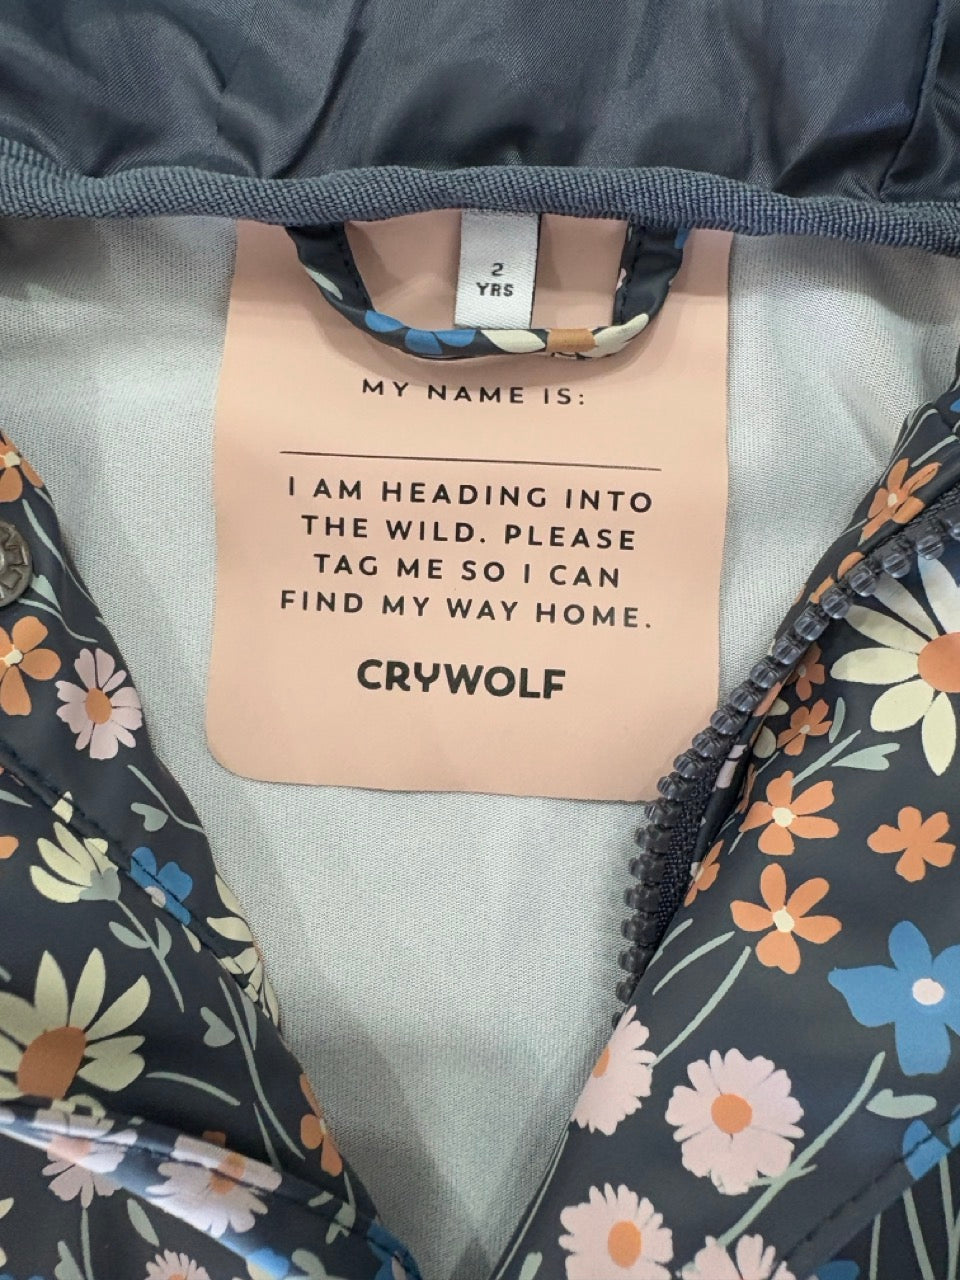 2
YRS
MY NAME IS:
I AM HEADING INTO
THE WILD. PLEASE
TAG ME SO I CAN
FIND MY WAY HOME.
CRYWOLF